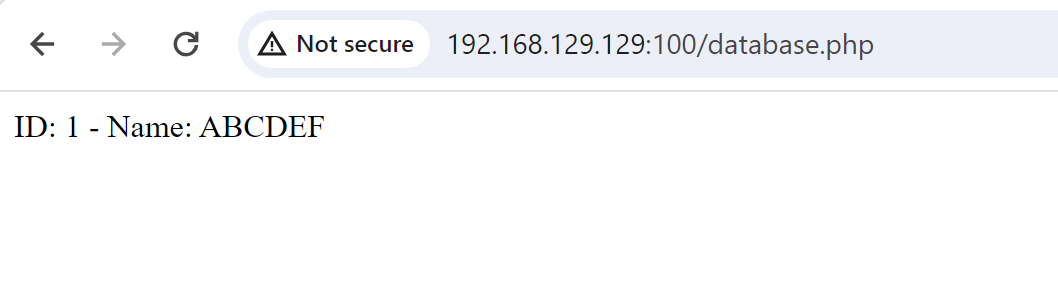 Not secure 192.168.129.129:100/database.php
ID: 1 - Name: ABCDEF